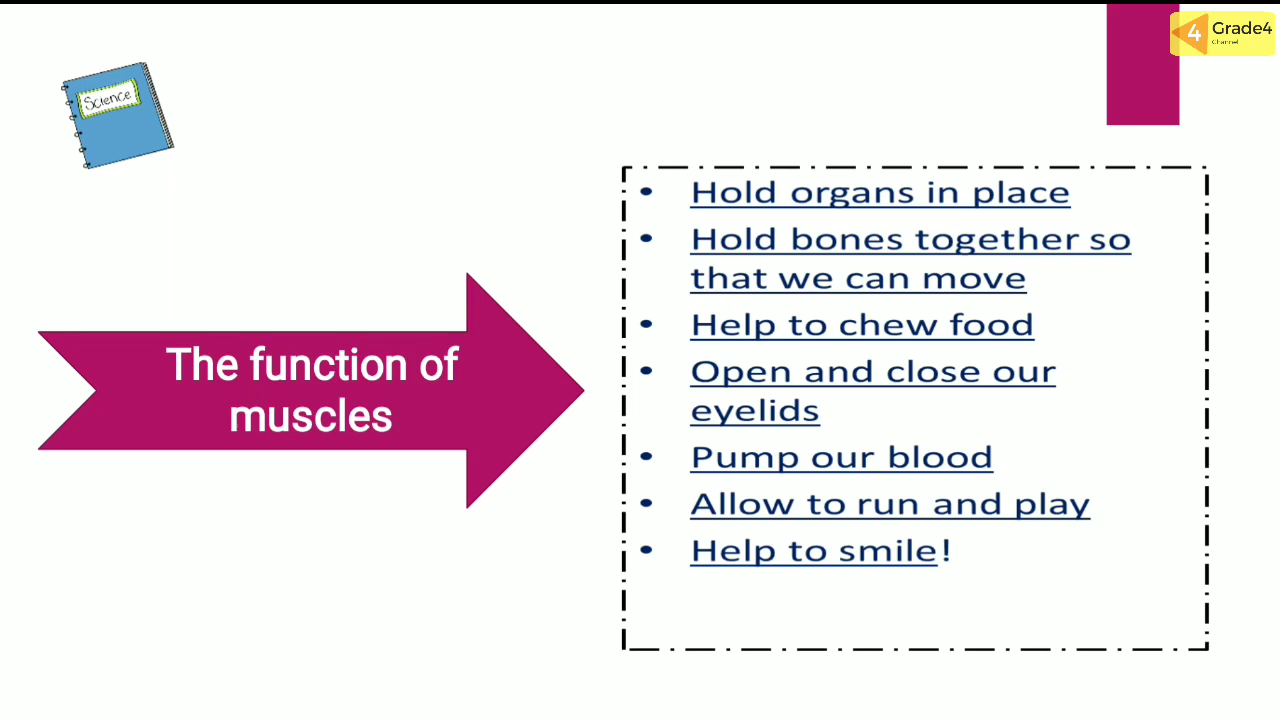 4 Grade4
Channel
Science
The function of
muscles
• Hold organs in place
• Hold bones together so
that we can move
• Help to chew food
• Open and close our
eyelids
• Pump our blood
• Allow to run and play
• Help to smile!